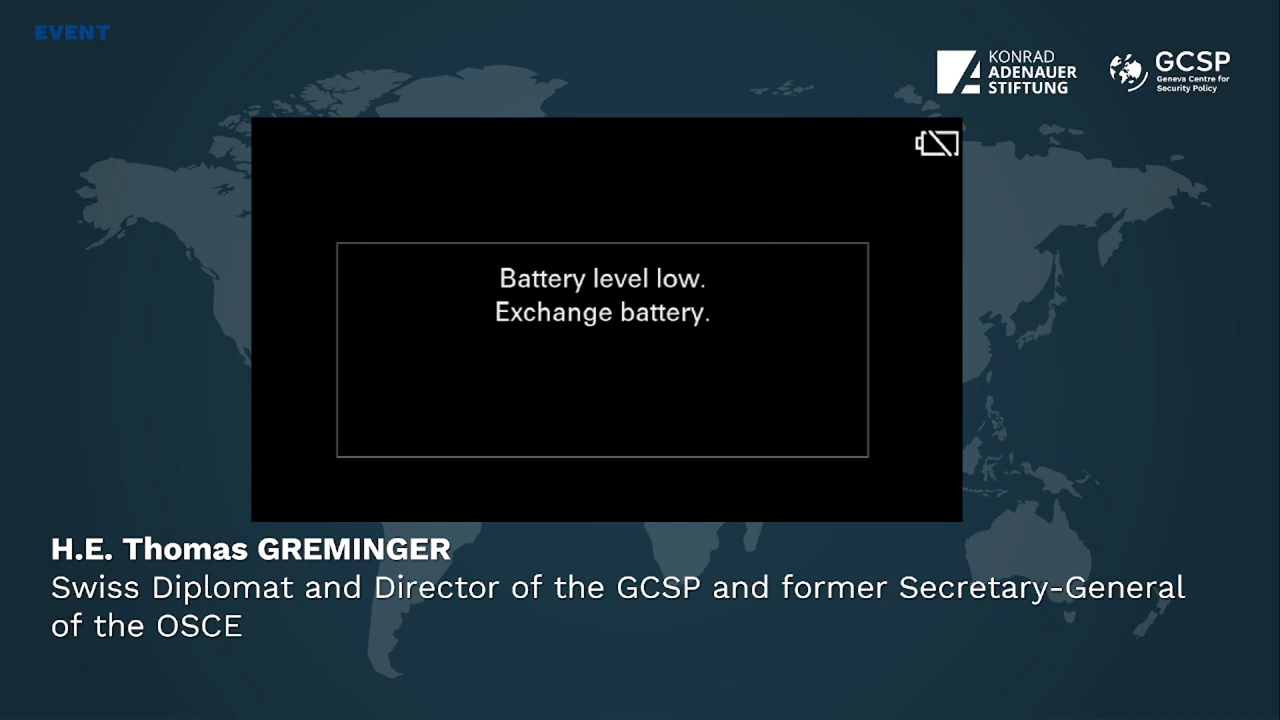 EVENT
KONRAD
ADENAUER
STIFTUNG
GCSP
Geneva Centre for
Security Policy
Battery level low.
Exchange battery.
H.E. Thomas GREMINGER
Swiss Diplomat and Director of the GCSP and former Secretary-General
of the OSCE